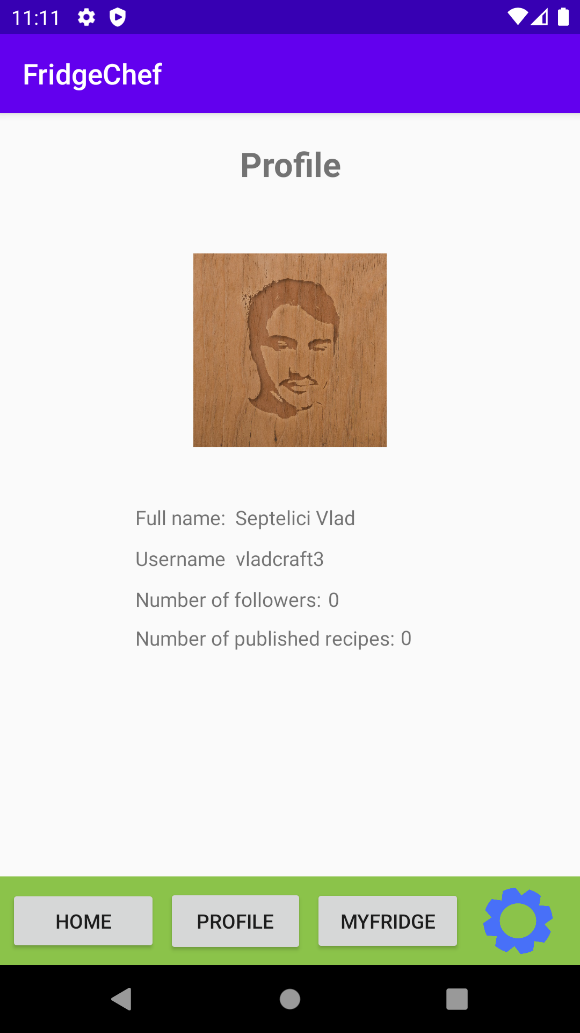 11:11
FridgeChef
Profile
Full name: Septelici Vlad
Username vladcraft3
Number of followers: 0
Number of published recipes: 0
HOME PROFILE MYFRIDGE